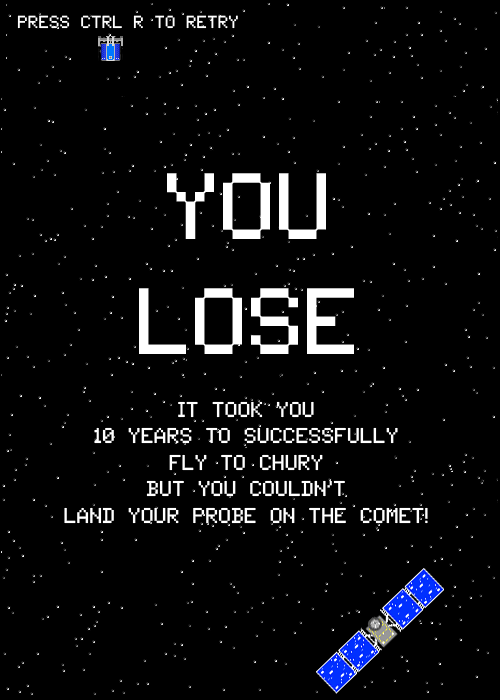 PRESS CTRL R TO RETRY
YOU
LOSE
IT TOOK YOU
10 YEARS TO SUCCESSFULLY
FLY TO CHURY
BUT YOU COULDN'T
LAND YOUR PROBE ON THE COMET!